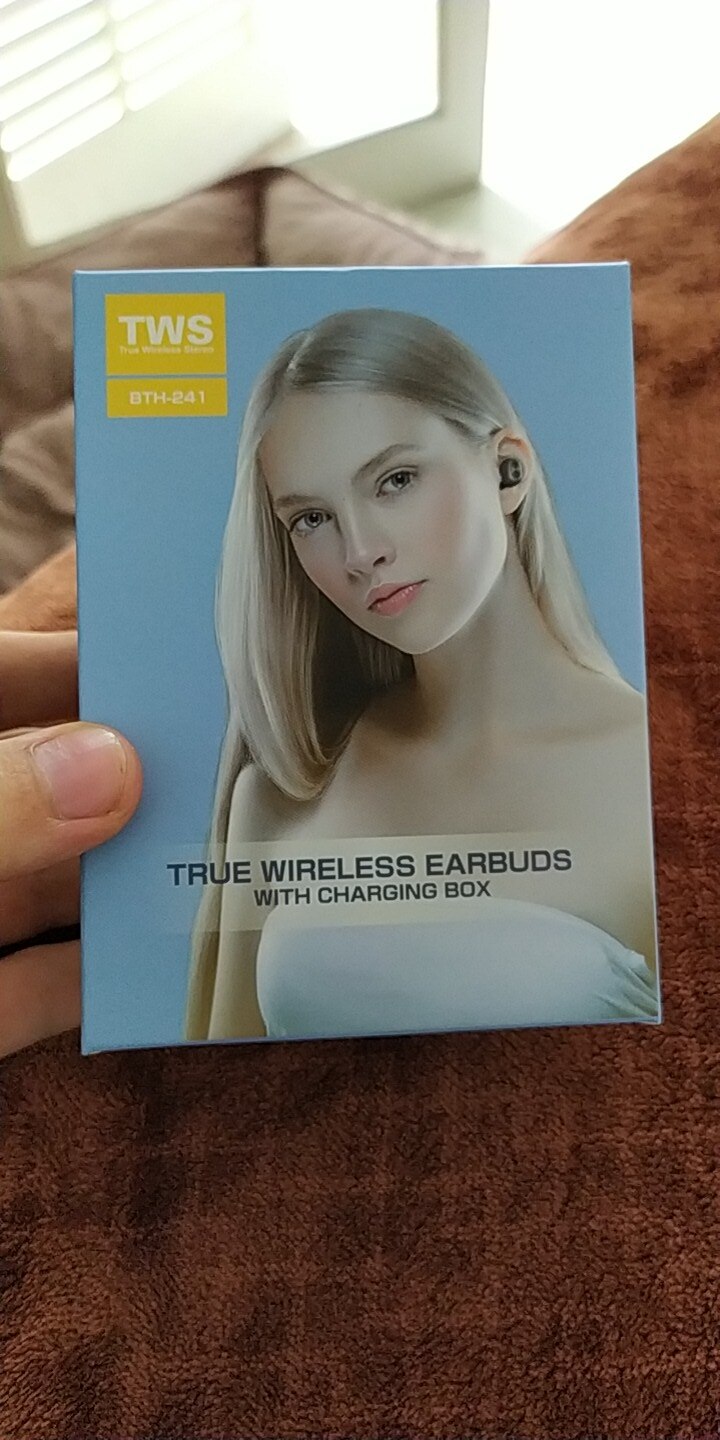 TWS
True Wireless Stereo
BTH-241
TRUE WIRELESS EARBUDS
WITH CHARGING BOX